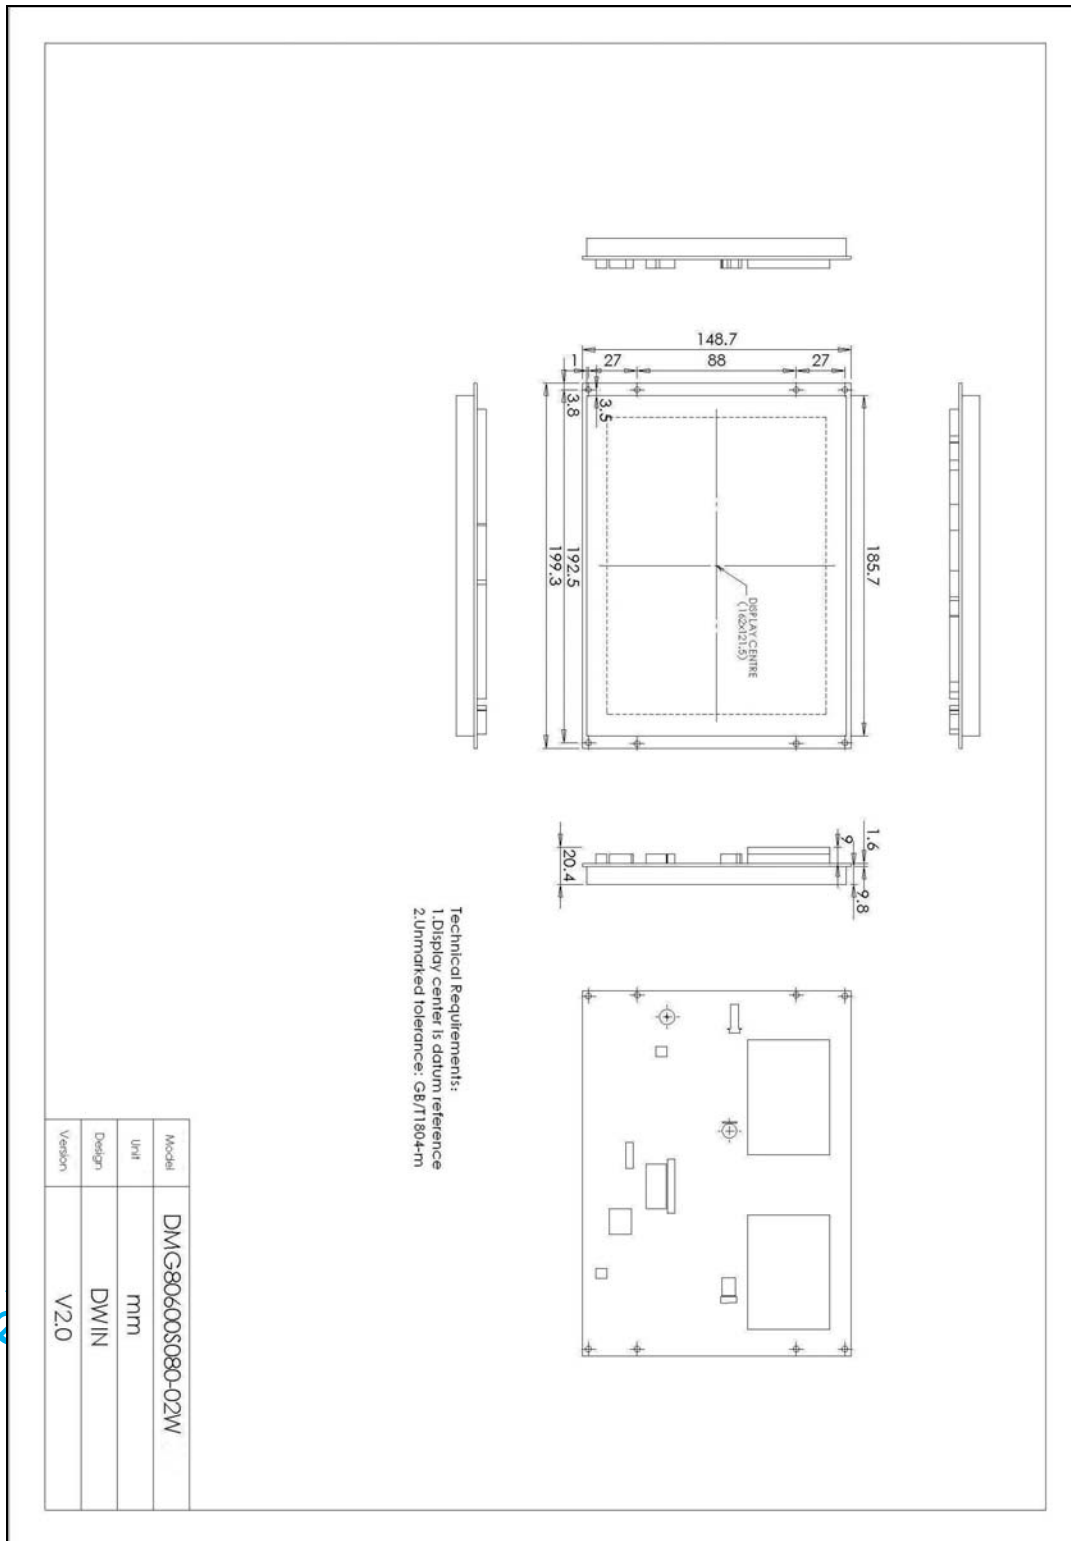 148.7
1
27
88
27
3.5
3.8
192.5
199.3
185.7
DISPLAY CENTRE
(162x121.5)
1.6
9
9.8
20.4
Technical Requirements:
1.Display center is datum reference
2.Unmarked tolerance: GB/T1804-m
Model DMG80600S080-02W
Unit mm
Design DWIN
Version V2.0